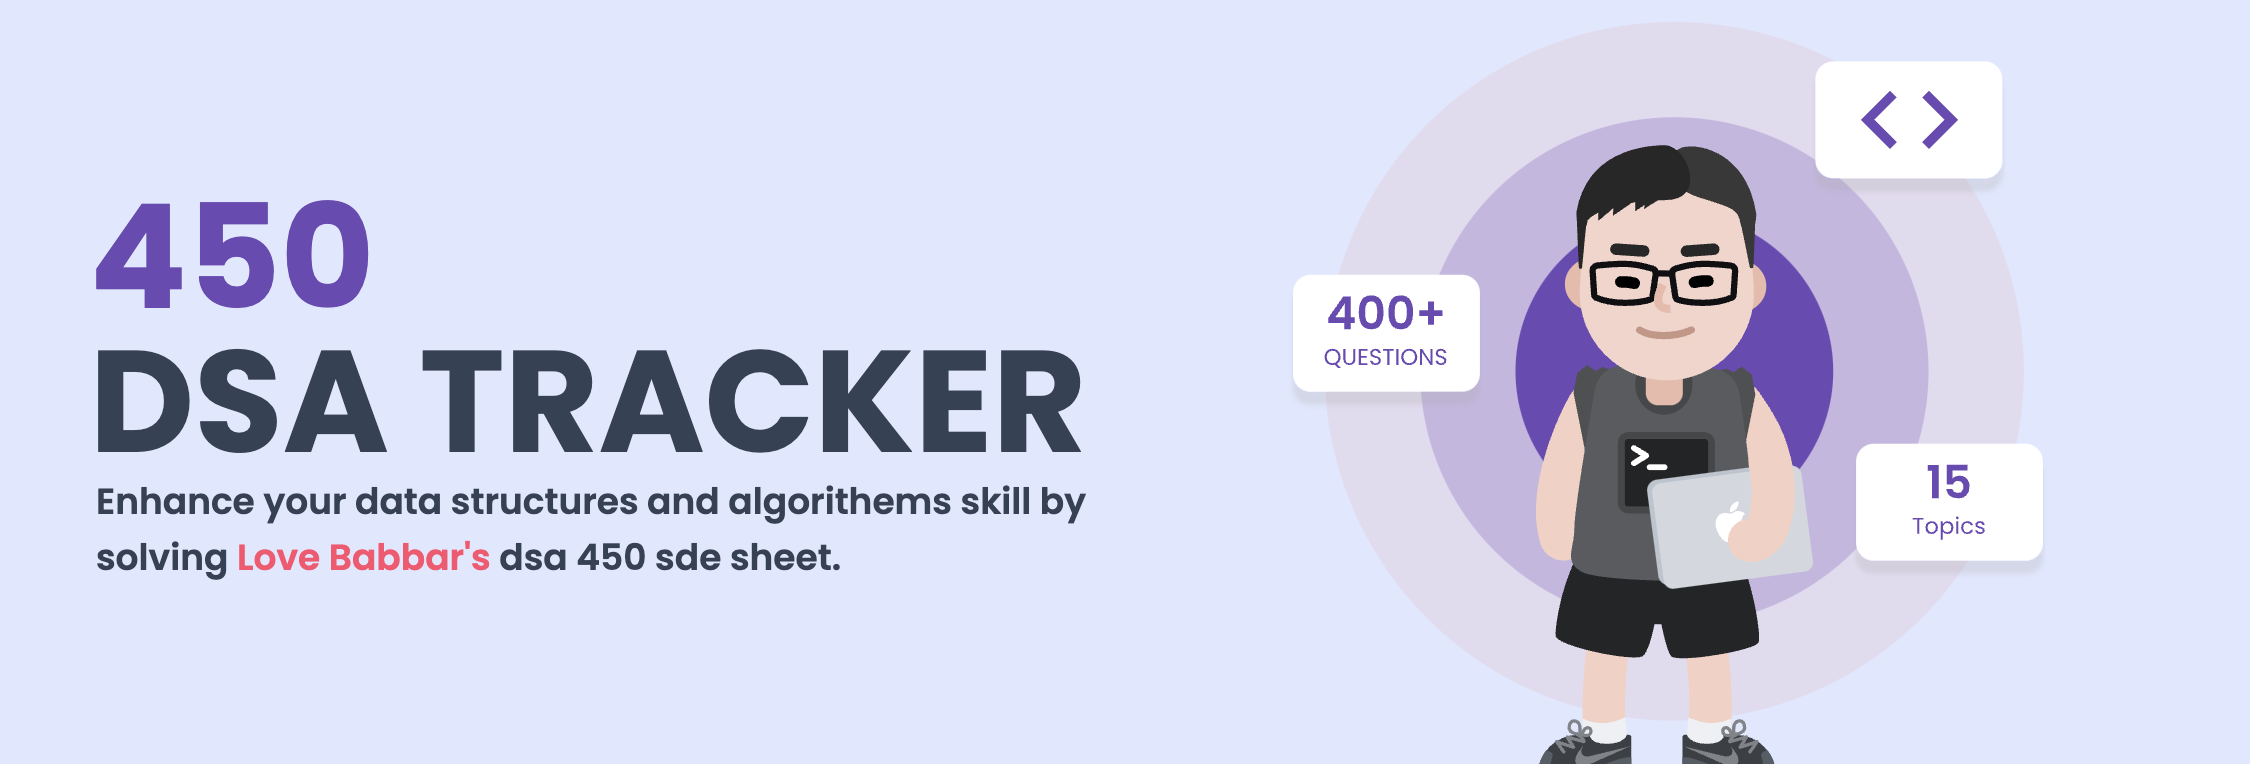 450
DSA TRACKER
Enhance your data structures and algorithems skill by
solving Love Babbar's dsa 450 sde sheet.
< >
400+
QUESTIONS
>_
15
Topics